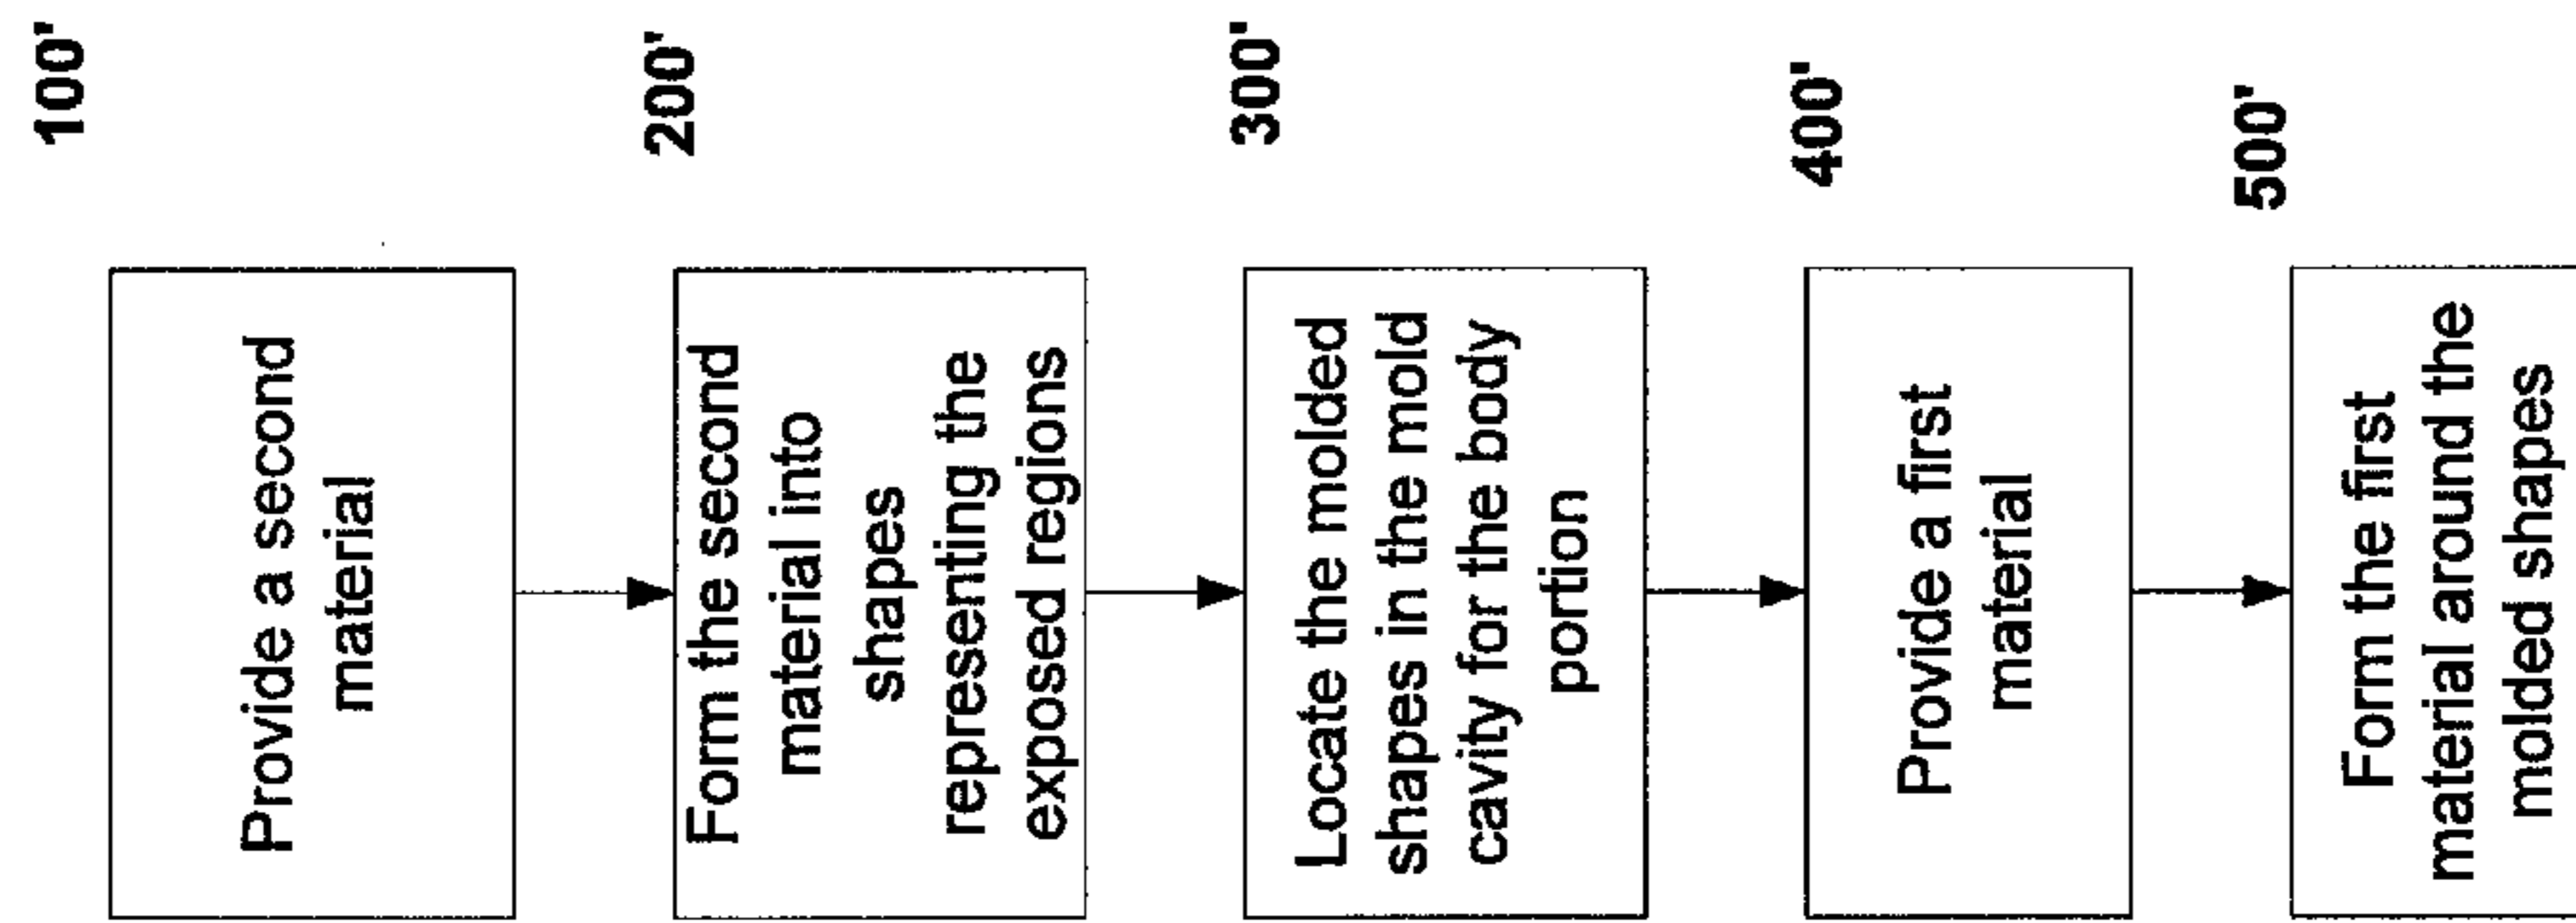 100'
Provide a second
material
200'
Form the second
material into
shapes
representing the
exposed regions
300'
Locate the molded
shapes in the mold
cavity for the body
portion
400'
Provide a first
material
500'
Form the first
material around the
molded shapes